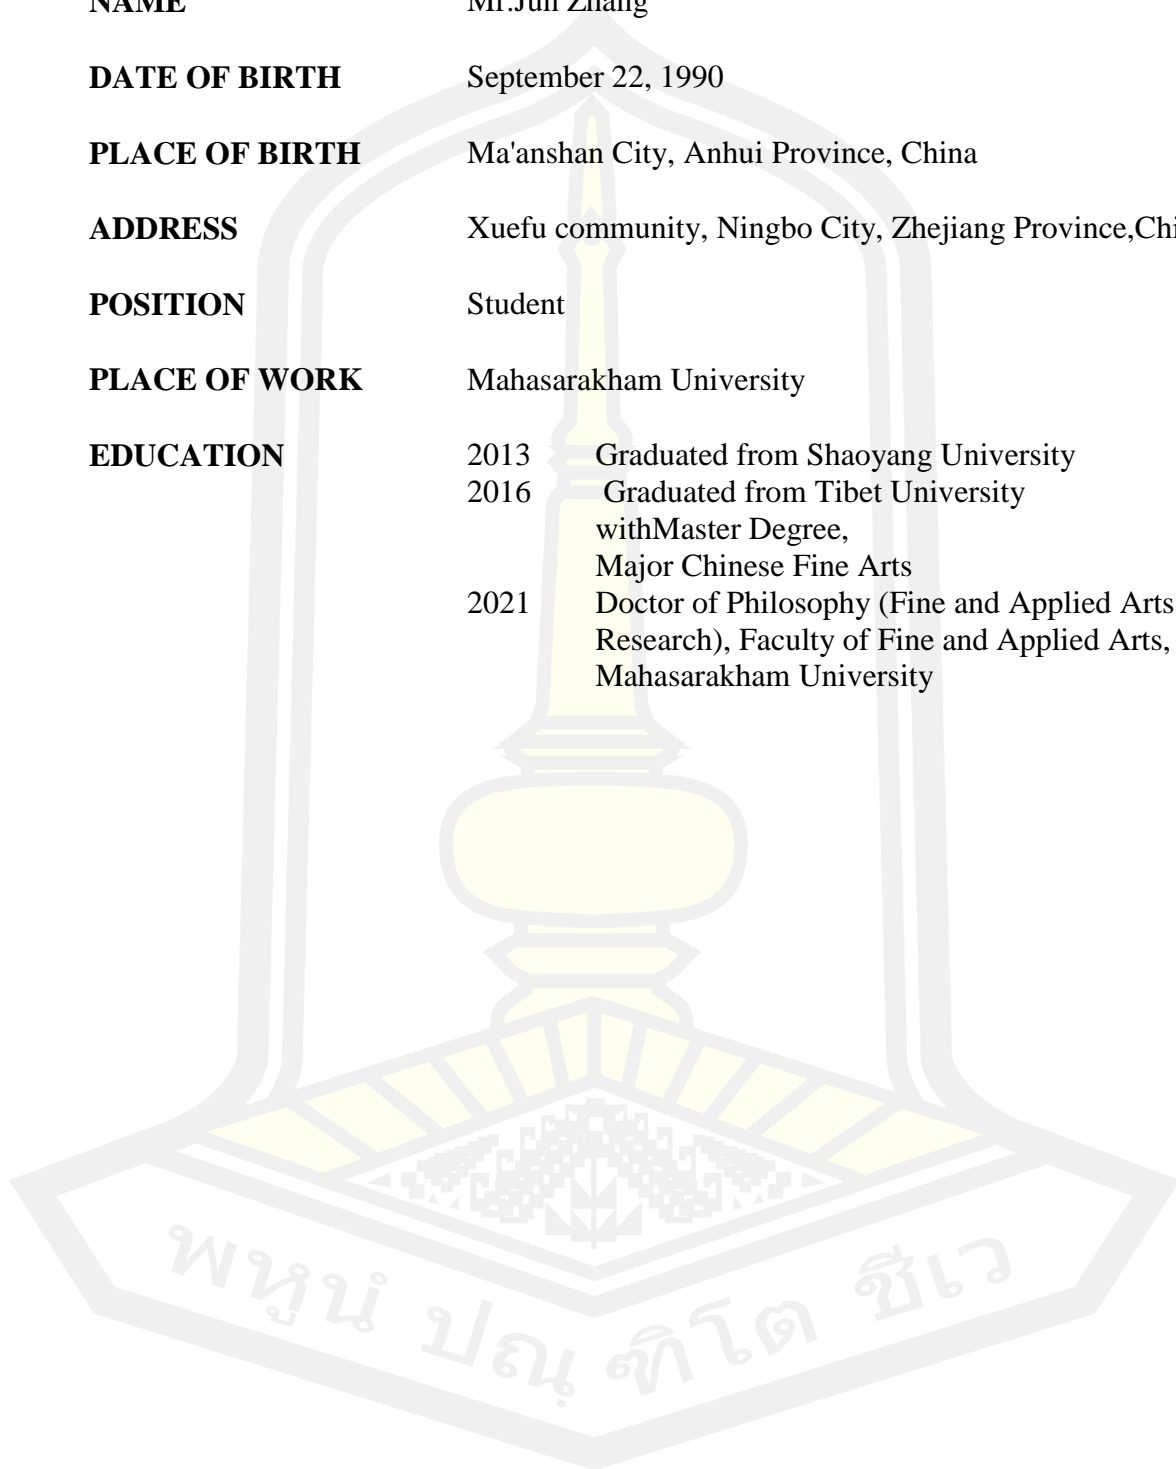 NAME Mr.Jun Zhang
DATE OF BIRTH September 22, 1990
PLACE OF BIRTH Ma'anshan City, Anhui Province, China
ADDRESS Xuefu community, Ningbo City, Zhejiang Province,Chi
POSITION Student
PLACE OF WORK Mahasarakham University
EDUCATION 2013 Graduated from Shaoyang University
2016 Graduated from Tibet University
withMaster Degree,
Major Chinese Fine Arts
2021 Doctor of Philosophy (Fine and Applied Arts
Research), Faculty of Fine and Applied Arts,
Mahasarakham University
พหูนํ ปณฺฑิโต ชีเว